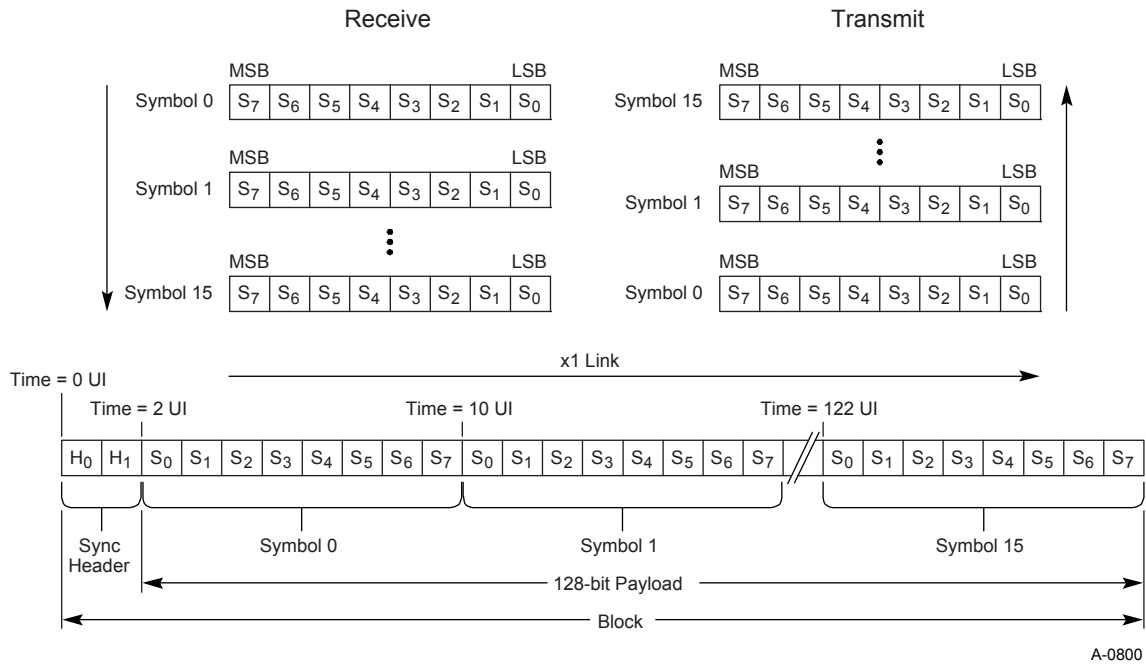 Receive Transmit
MSB LSB MSB LSB
Symbol 0 S7 S6 S5 S4 S3 S2 S1 S0 Symbol 15 S7 S6 S5 S4 S3 S2 S1 S0
MSB LSB MSB LSB
Symbol 1 S7 S6 S5 S4 S3 S2 S1 S0 Symbol 1 S7 S6 S5 S4 S3 S2 S1 S0
MSB LSB MSB LSB
Symbol 15 S7 S6 S5 S4 S3 S2 S1 S0 Symbol 0 S7 S6 S5 S4 S3 S2 S1 S0
x1 Link
Time = 0 UI
Time = 2 UI Time = 10 UI Time = 122 UI
H0 H1 S0 S1 S2 S3 S4 S5 S6 S7 S0 S1 S2 S3 S4 S5 S6 S7 S0 S1 S2 S3 S4 S5 S6 S7
Sync Symbol 0 Symbol 1 Symbol 15
Header
128-bit Payload
Block
A-0800